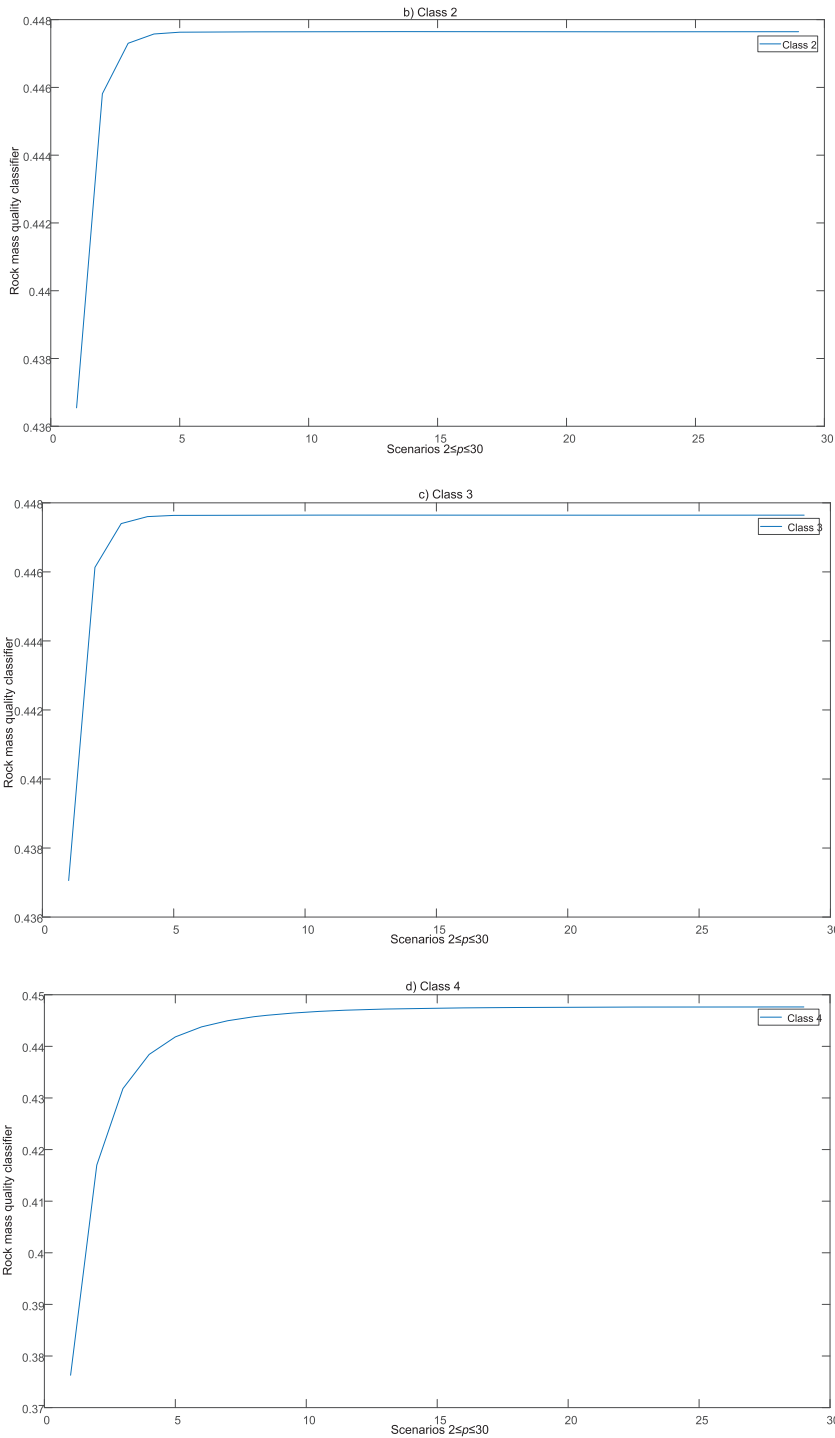 b) Class 2
0.448
Class 2
0.446
0.444
0.442
0.44
0.438
0.436
Rock mass quality classifier
0 5 10 15 20 25 30
Scenarios 2≤p≤30
c) Class 3
0.448
Class 3
0.446
0.444
0.442
0.44
0.438
0.436
Rock mass quality classifier
0 5 10 15 20 25 30
Scenarios 2≤p≤30
d) Class 4
0.45
Class 4
0.44
0.43
0.42
0.41
0.4
0.39
0.38
0.37
Rock mass quality classifier
0 5 10 15 20 25 30
Scenarios 2≤p≤30